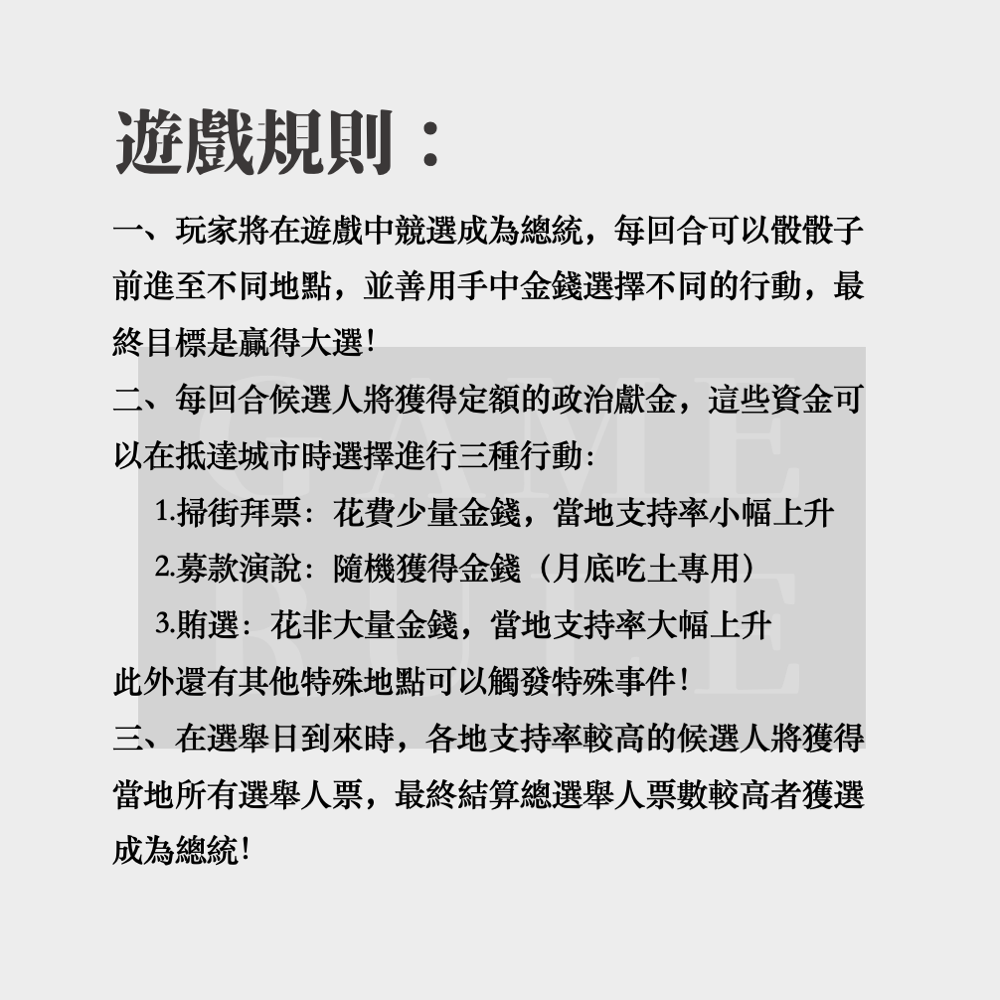 遊戲規則：
一、玩家將在遊戲中競選成為總統，每回合可以骰骰子
前進至不同地點，並善用手中金錢選擇不同的行動，最
終目標是贏得大選！
二、每回合候選人將獲得定額的政治獻金，這些資金可
以在抵達城市時選擇進行三種行動：
1.掃街拜票：花費少量金錢，當地支持率小幅上升
2.募款演說：隨機獲得金錢（月底吃土專用）
3.賄選：花非大量金錢，當地支持率大幅上升
此外還有其他特殊地點可以觸發特殊事件！
三、在選舉日到來時，各地支持率較高的候選人將獲得
當地所有選舉人票，最終結算總選舉人票數較高者獲選
成為總統！
GAME
RULE